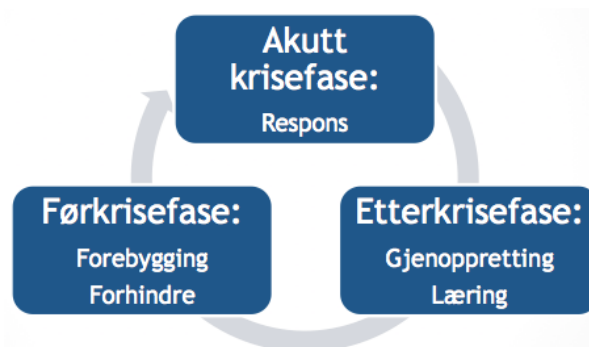 Akutt
krisefase:
Respons
Førkrisefase:
Forebygging
Forhindre
Etterkrisefase:
Gjenoppretting
Læring